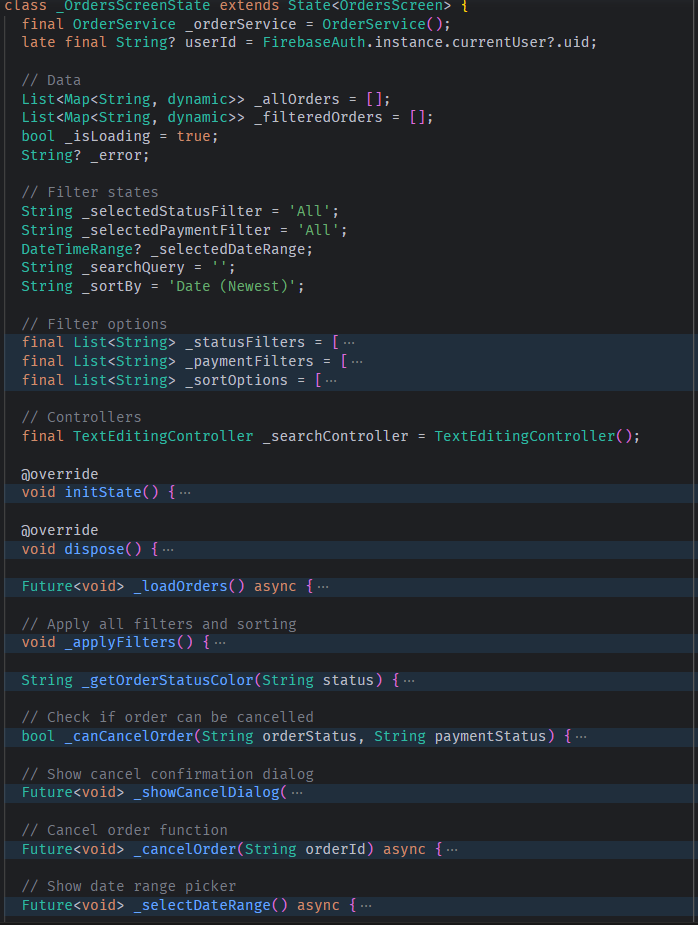 class _OrdersScreenState extends State<OrdersScreen> {
final OrderService _orderService = OrderService();
late final String? userId = FirebaseAuth.instance.currentUser?.uid;
// Data
List<Map<String, dynamic>> _allOrders = [];
List<Map<String, dynamic>> _filteredOrders = [];
bool _isLoading = true;
String? _error;
// Filter states
String _selectedStatusFilter = 'All';
String _selectedPaymentFilter = 'All';
DateTimeRange? _selectedDateRange;
String _searchQuery = '';
String _sortBy = 'Date (Newest)';
// Filter options
final List<String> _statusFilters = [ ···
final List<String> _paymentFilters = [ ···
final List<String> _sortOptions = [ ···
// Controllers
final TextEditingController _searchController = TextEditingController();
@override
void initState() { ···
@override
void dispose() { ···
Future<void> _loadOrders() async { ···
// Apply all filters and sorting
void _applyFilters() { ···
String _getOrderStatusColor(String status) { ···
// Check if order can be cancelled
bool _canCancelOrder(String orderStatus, String paymentStatus) { ···
// Show cancel confirmation dialog
Future<void> _showCancelDialog( ···
// Cancel order function
Future<void> _cancelOrder(String orderId) async { ···
// Show date range picker
Future<void> _selectDateRange() async { ···